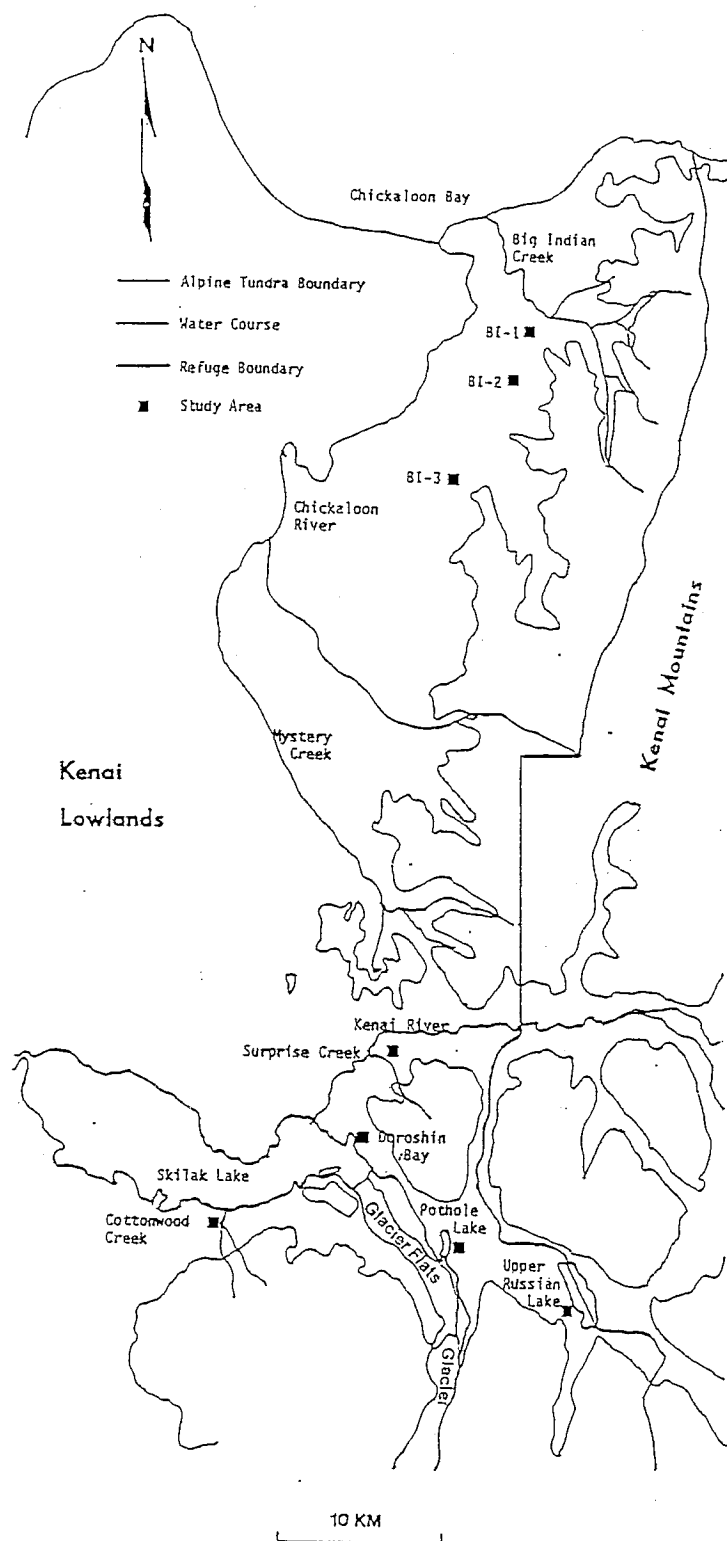 N
Chickaloon Bay
Big Indian
Creek
Alpine Tundra Boundary
Water Course
Refuge Boundary
Study Area
BI-1
BI-2
BI-3
Chickaloon
River
Kenai Mountains
Mystery
Creek
Kenai
Lowlands
Kenai River
Surprise Creek
Doroshin
Bay
Skilak Lake
Cottonwood
Creek
Glacier Flats
Pothole
Lake
Upper
Russian
Lake
Glacier
10 KM